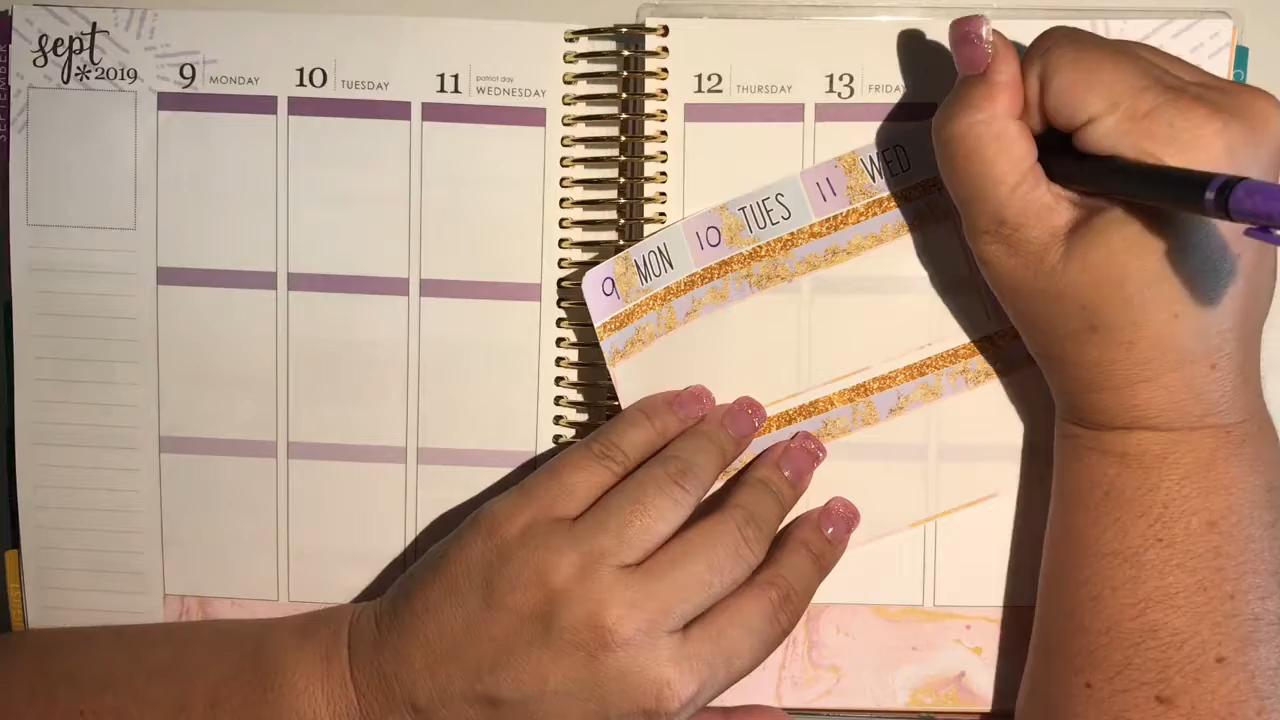 sept
*2019
9 MONDAY
10 TUESDAY
11 patriot day
WEDNESDAY
12 THURSDAY
13 FRIDAY
SEPTEMBER
9 MON 10 TUES 11 WED